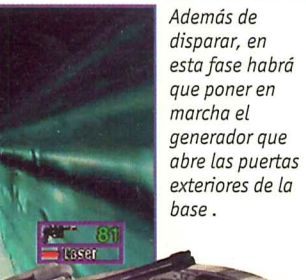 Además de
disparar, en
esta fase habrá
que poner en
marcha el
generador que
abre las puertas
exteriores de la
base .
81
Laser